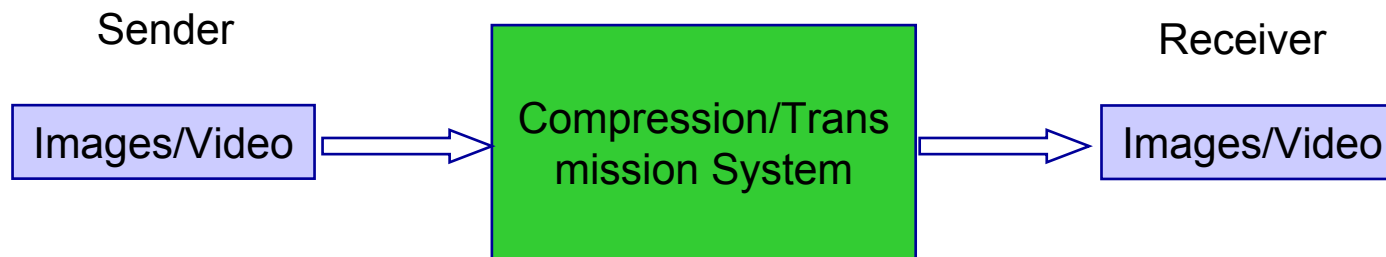 Sender
Receiver
Images/Video
Compression/Trans
mission System
Images/Video